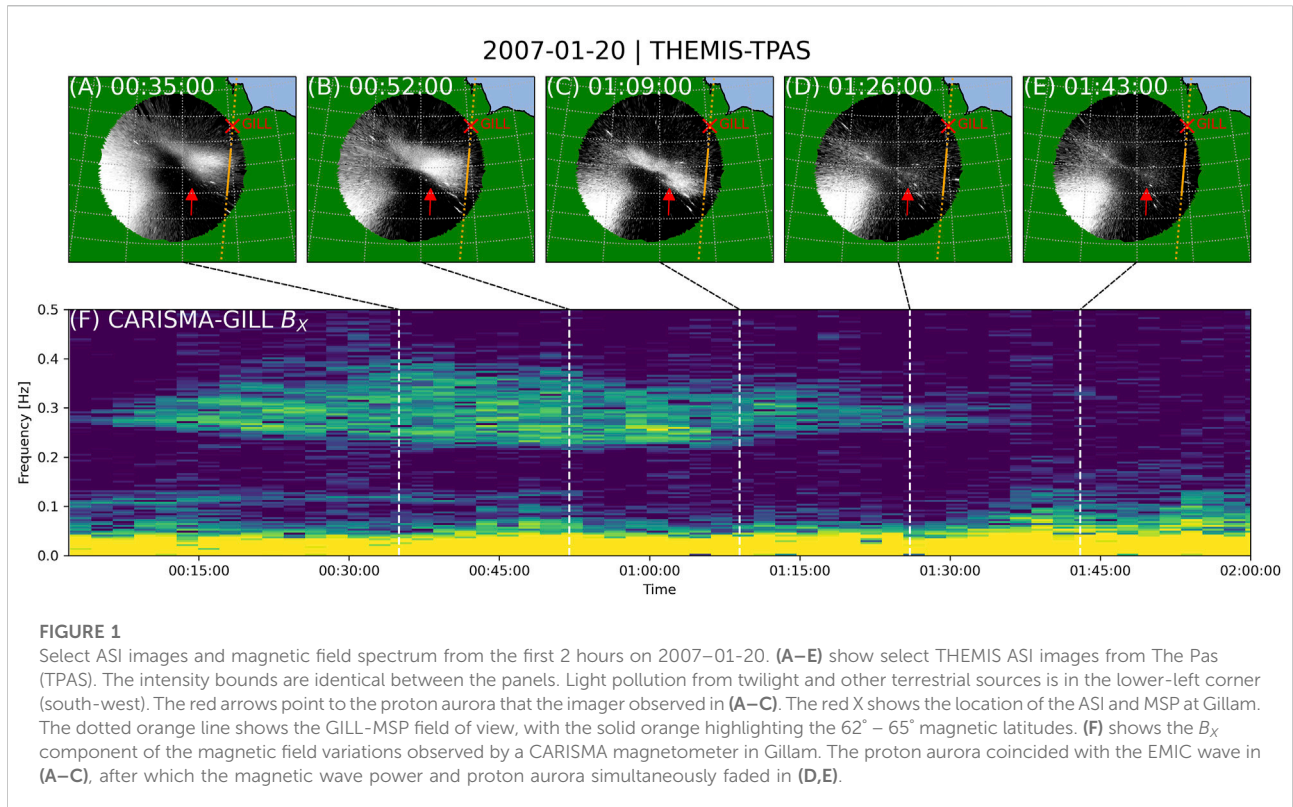 2007-01-20 | THEMIS-TPAS
(A) 00:35:00 (B) 00:52:00 (C) 01:09:00 (D) 01:26:00 (E) 01:43:00
GILL GILL GILL GILL GILL
(F) CARISMA-GILL BX
Frequency [Hz]
0.5
0.4
0.3
0.2
0.1
0.0
00:15:00 00:30:00 00:45:00 01:00:00 01:15:00 01:30:00 01:45:00 02:00:00
Time
FIGURE 1
Select ASI images and magnetic field spectrum from the first 2 hours on 2007–01-20. (A–E) show select THEMIS ASI images from The Pas
(TPAS). The intensity bounds are identical between the panels. Light pollution from twilight and other terrestrial sources is in the lower-left corner
(south-west). The red arrows point to the proton aurora that the imager observed in (A–C). The red X shows the location of the ASI and MSP at Gillam.
The dotted orange line shows the GILL-MSP field of view, with the solid orange highlighting the 62° – 65° magnetic latitudes. (F) shows the BX
component of the magnetic field variations observed by a CARISMA magnetometer in Gillam. The proton aurora coincided with the EMIC wave in
(A–C), after which the magnetic wave power and proton aurora simultaneously faded in (D,E).